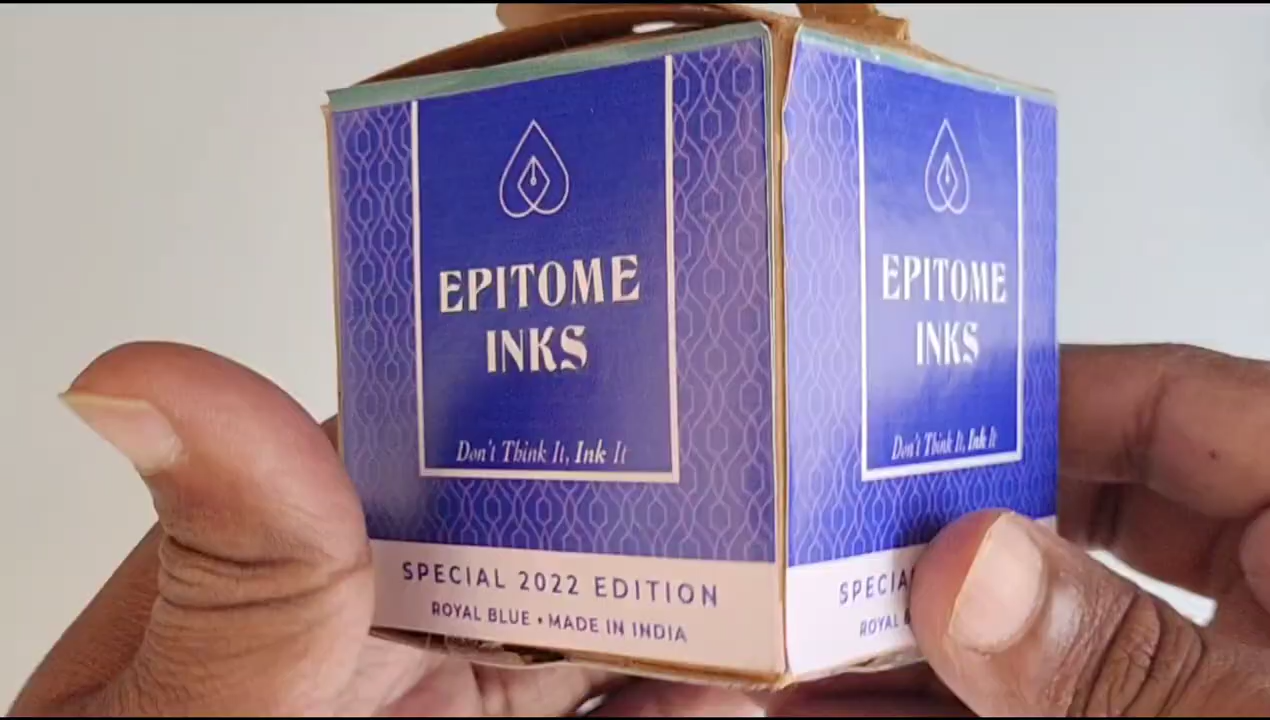 EPITOME
INKS
Don't Think It, Ink It
SPECIAL 2022 EDITION
ROYAL BLUE • MADE IN INDIA
EPITOME
INKS
Don't Think It, Ink It
SPECIA
ROYAL